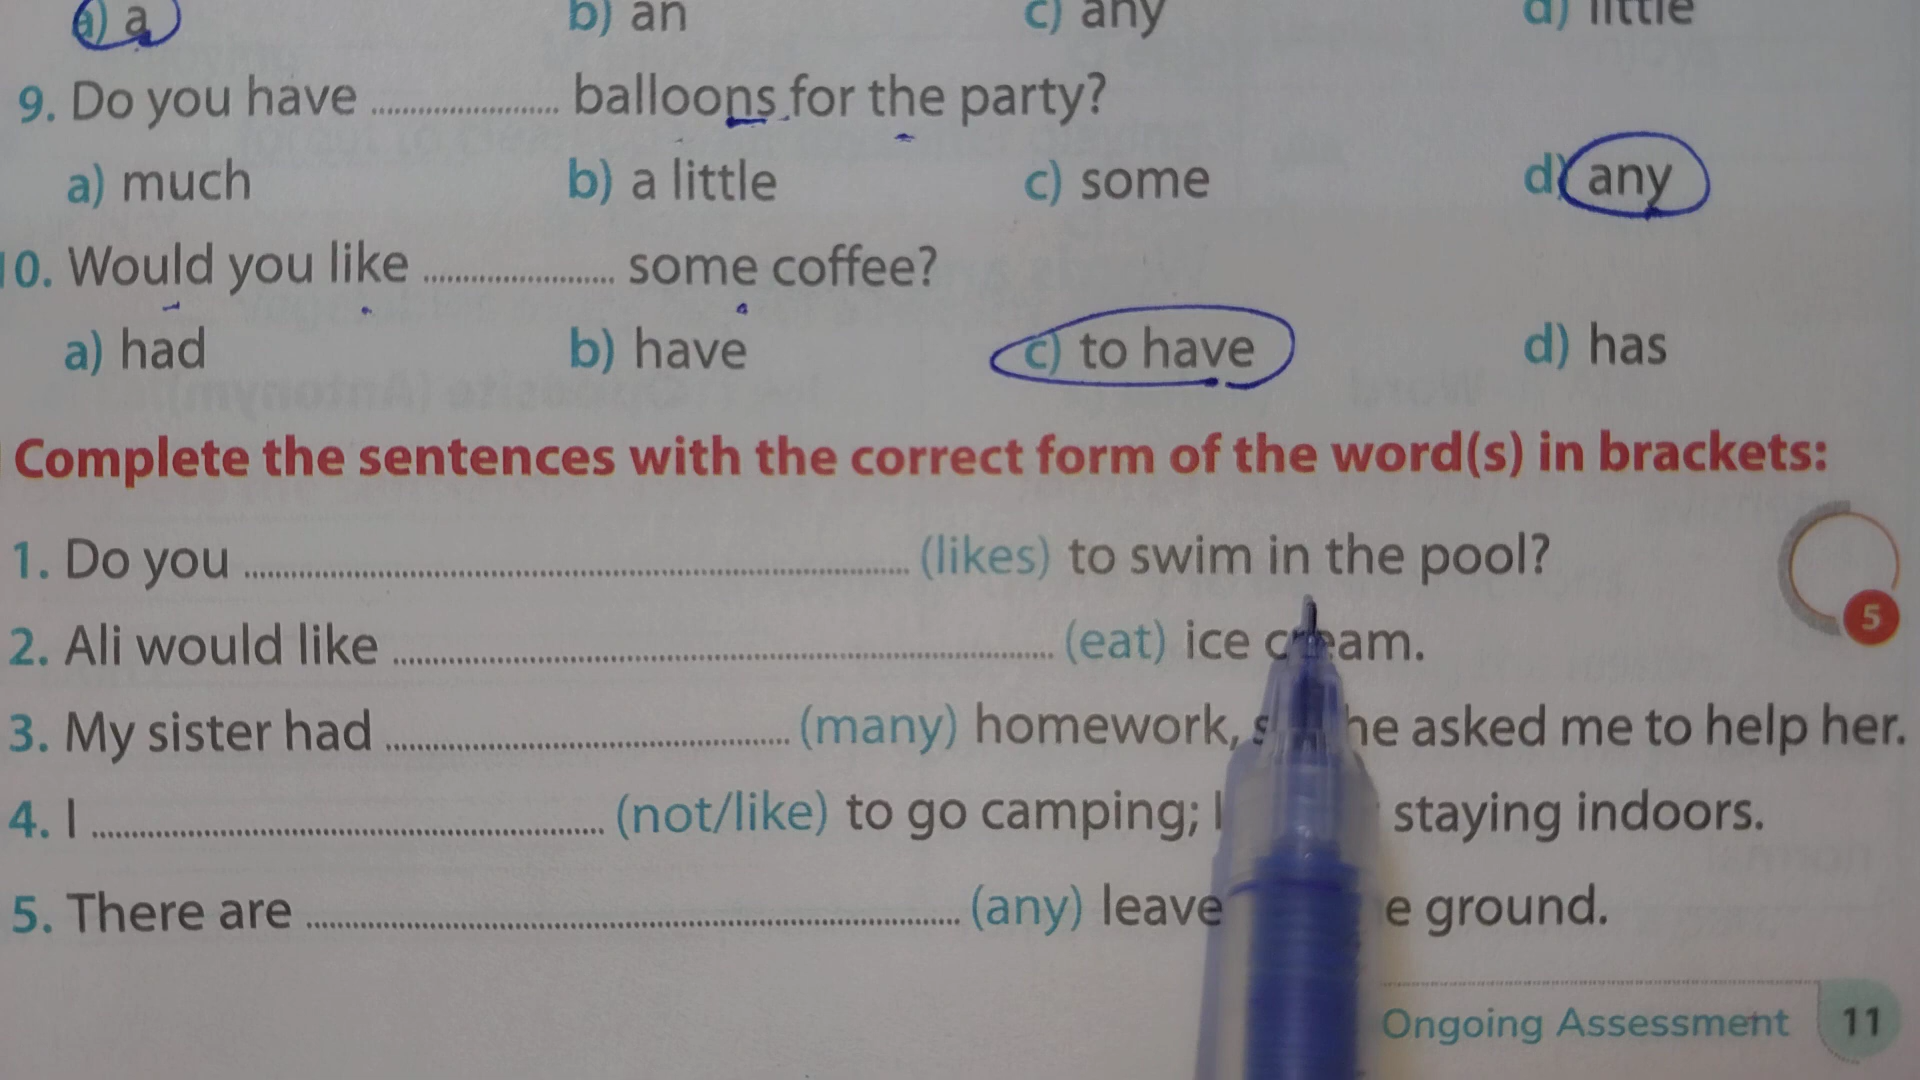 a) a b) an c) any d) little
9. Do you have .................... balloons for the party?
a) much b) a little c) some d) any
10. Would you like .................... some coffee?
a) had b) have c) to have d) has
Complete the sentences with the correct form of the word(s) in brackets:
1. Do you .................... (likes) to swim in the pool?
5
2. Ali would like .................... (eat) ice cream.
3. My sister had .................... (many) homework, he asked me to help her.
4. I .................... (not/like) to go camping; I staying indoors.
5. There are .................... (any) leave e ground.
Ongoing Assessment 11